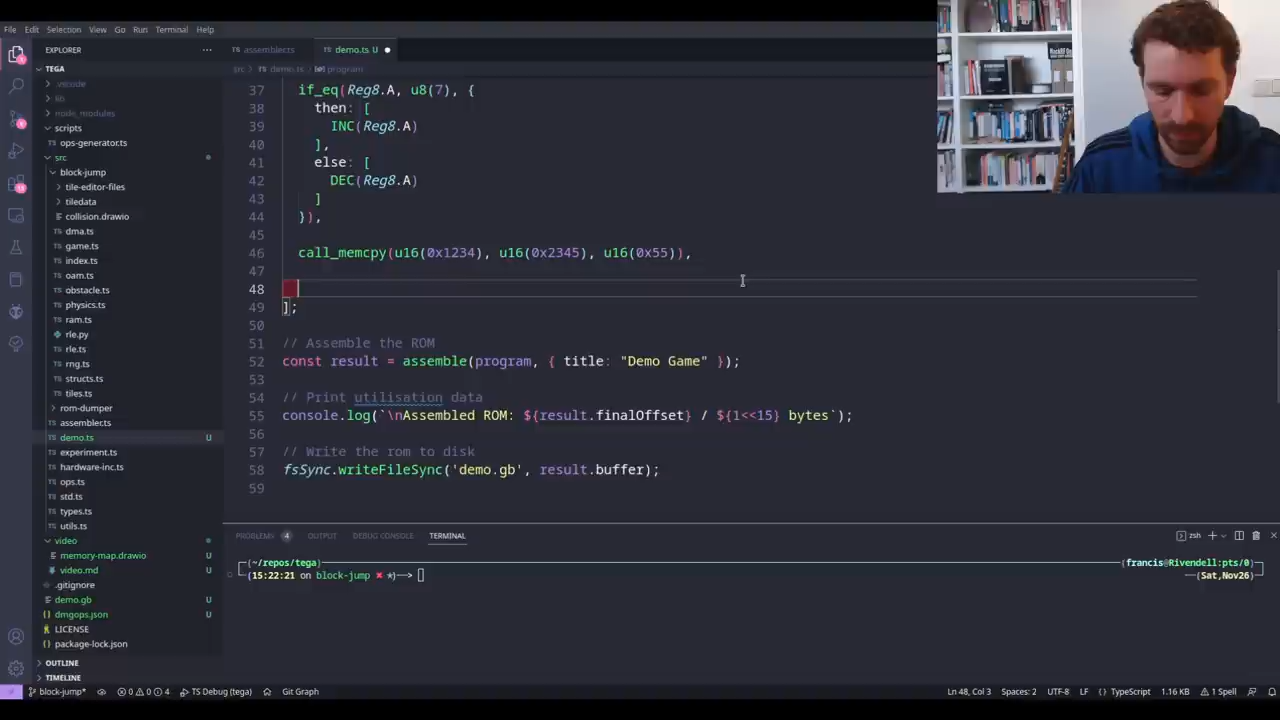 File Edit Selection View Go Run Terminal Help
EXPLORER
assembler.ts
demo.ts U
TEGA
src > demo.ts > program
.vscode
lib
node_modules
scripts
ops-generator.ts
src
block-jump
tile-editor-files
tiledata
collision.drawio
dma.ts
game.ts
index.ts
oam.ts
obstacle.ts
physics.ts
ram.ts
rle.py
rle.ts
rng.ts
structs.ts
tiles.ts
rom-dumper
assembler.ts
demo.ts U
experiment.ts
hardware-inc.ts
ops.ts
std.ts
types.ts
utils.ts
video
memory-map.drawio U
video.md U
.gitignore
demo.gb U
dmgops.json U
LICENSE
package-lock.json
OUTLINE
TIMELINE
37 if_eq(Reg8.A, u8(7), {
38 then: [
39 INC(Reg8.A)
40 ],
41 else: [
42 DEC(Reg8.A)
43 ]
44 }),
45
46 call_memcpy(u16(0x1234), u16(0x2345), u16(0x55)),
47
48
49 ];
50
51 // Assemble the ROM
52 const result = assemble(program, { title: "Demo Game" });
53
54 // Print utilisation data
55 console.log(`\nAssembled ROM: ${result.finalOffset} / ${1<<15} bytes`);
56
57 // Write the rom to disk
58 fsSync.writeFileSync('demo.gb', result.buffer);
59
PROBLEMS 4 OUTPUT DEBUG CONSOLE TERMINAL
zsh
(~/repos/tega) (francis@Rivendell:pts/0)
(15:22:21 on block-jump ✖ ✭)──> (Sat,Nov26)
block-jump* 0 0 4 TS Debug (tega) Git Graph
Ln 48, Col 3 Spaces: 2 UTF-8 LF TypeScript 1.16 KB 1 Spell